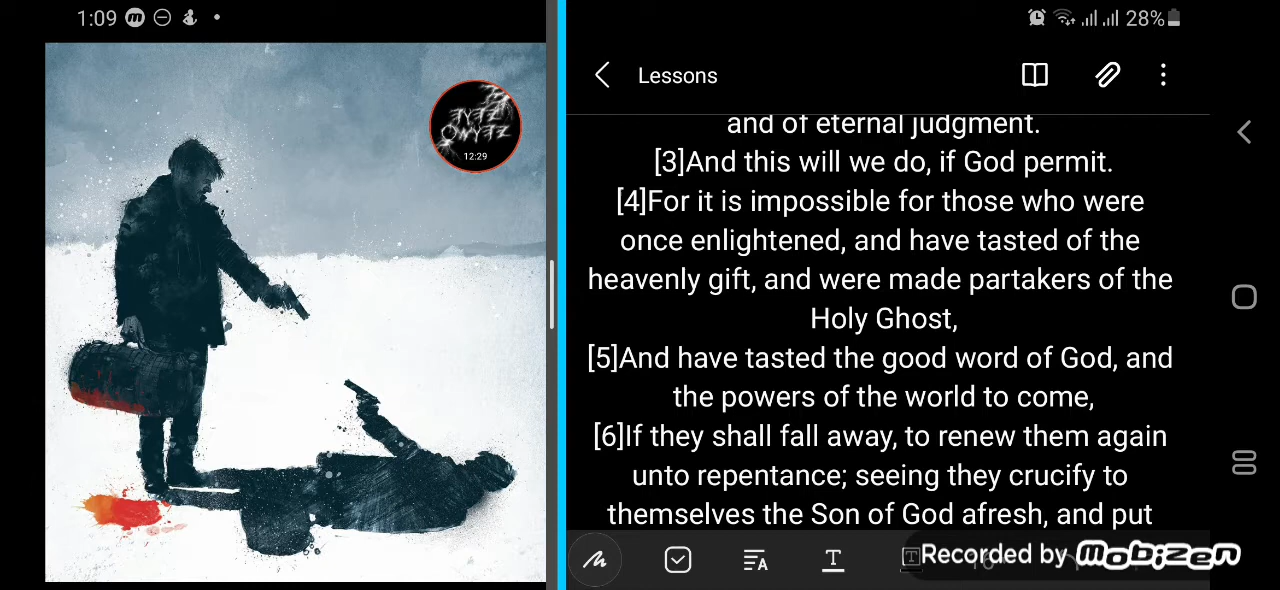 1:09
28%
Lessons
and of eternal judgment.
[3]And this will we do, if God permit.
[4]For it is impossible for those who were
once enlightened, and have tasted of the
heavenly gift, and were made partakers of the
Holy Ghost,
[5]And have tasted the good word of God, and
the powers of the world to come,
[6]If they shall fall away, to renew them again
unto repentance; seeing they crucify to
themselves the Son of God afresh, and put
12:29
Recorded by mobizen